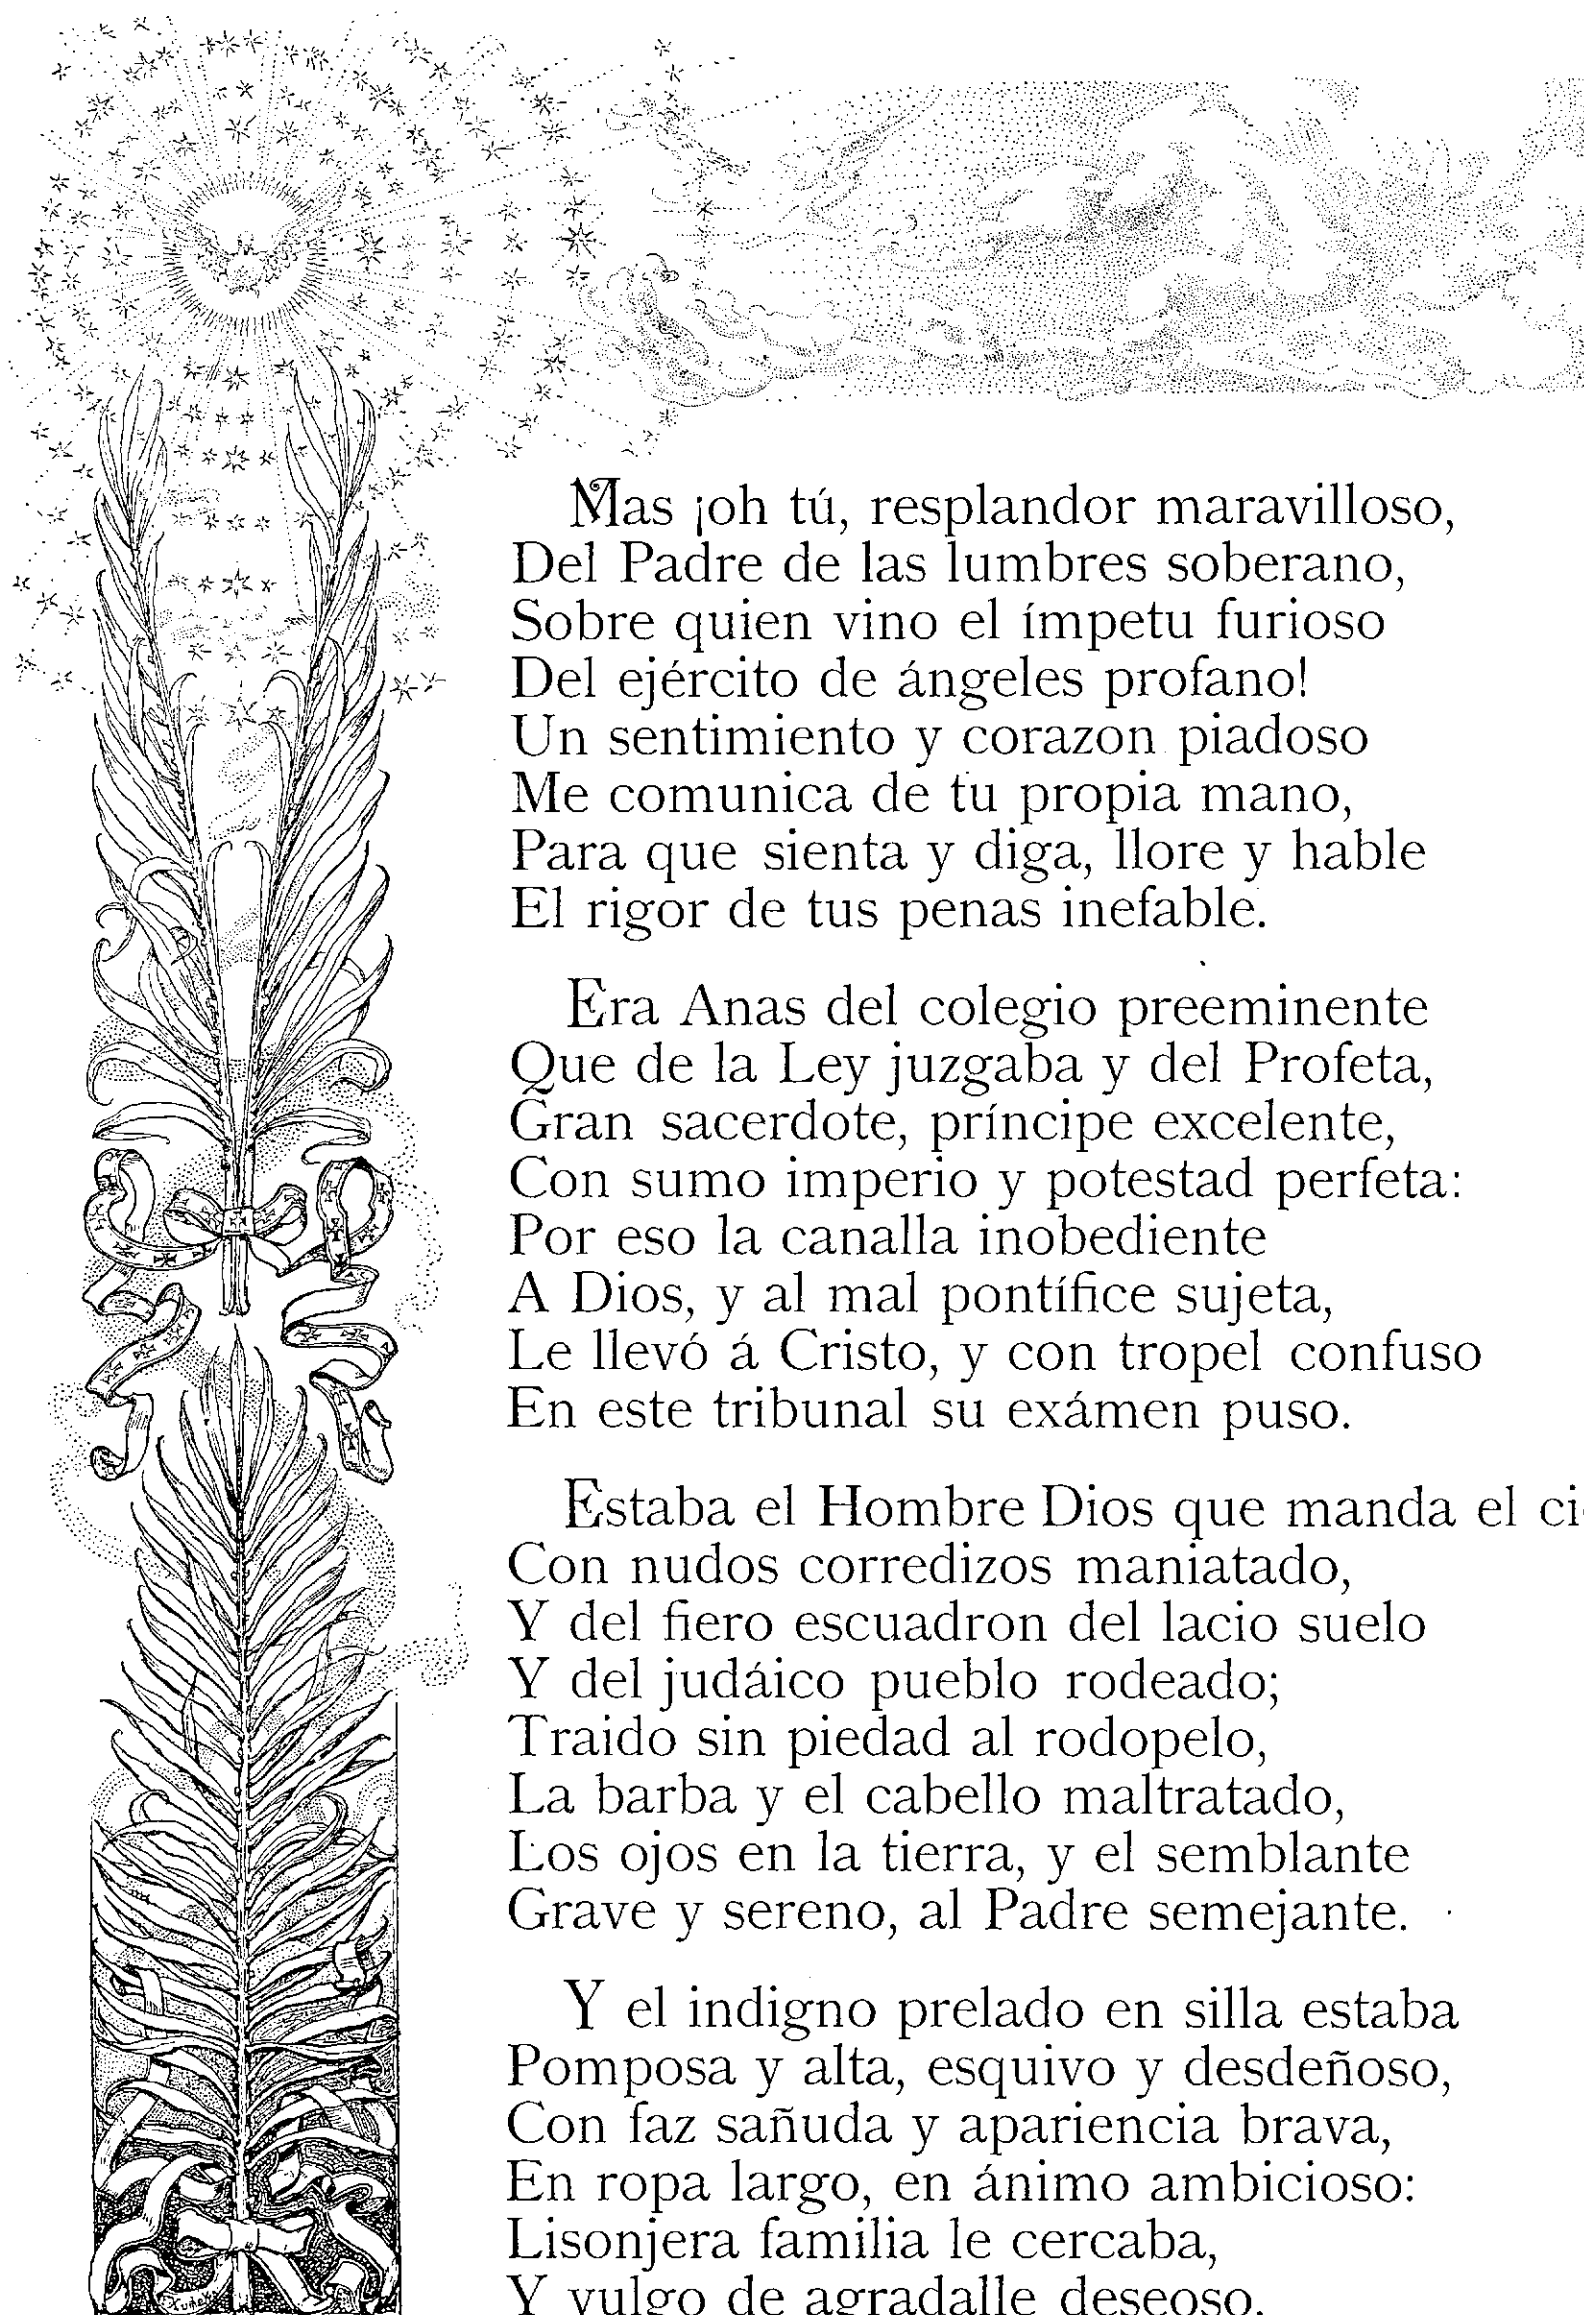 Mas ¡oh tú, resplandor maravilloso,
Del Padre de las lumbres soberano,
Sobre quien vino el ímpetu furioso
Del ejército de ángeles profano!
Un sentimiento y corazon piadoso
Me comunica de tu propia mano,
Para que sienta y diga, llore y hable
El rigor de tus penas inefable.
Era Anas del colegio preeminente
Que de la Ley juzgaba y del Profeta,
Gran sacerdote, príncipe excelente,
Con sumo imperio y potestad perfeta:
Por eso la canalla inobediente
A Dios, y al mal pontífice sujeta,
Le llevó á Cristo, y con tropel confuso
En este tribunal su exámen puso.
Estaba el Hombre Dios que manda el
Con nudos corredizos maniatado,
Y del fiero escuadron del lacio suelo
Y del judáico pueblo rodeado;
Traido sin piedad al rodopelo,
La barba y el cabello maltratado,
Los ojos en la tierra, y el semblante
Grave y sereno, al Padre semejante.
Y el indigno prelado en silla estaba
Pomposa y alta, esquivo y desdeñoso,
Con faz sañuda y apariencia brava,
En ropa largo, en ánimo ambicioso:
Lisonjera familia le cercaba,
Y vulgo de agradalle deseoso,